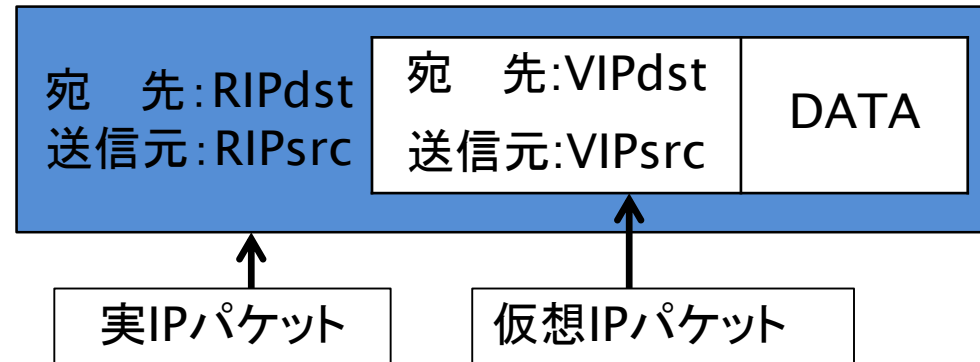 宛　先:RIPdst
送信元:RIPsrc
宛　先:VIPdst
送信元:VIPsrc
DATA
実IPパケット
仮想IPパケット